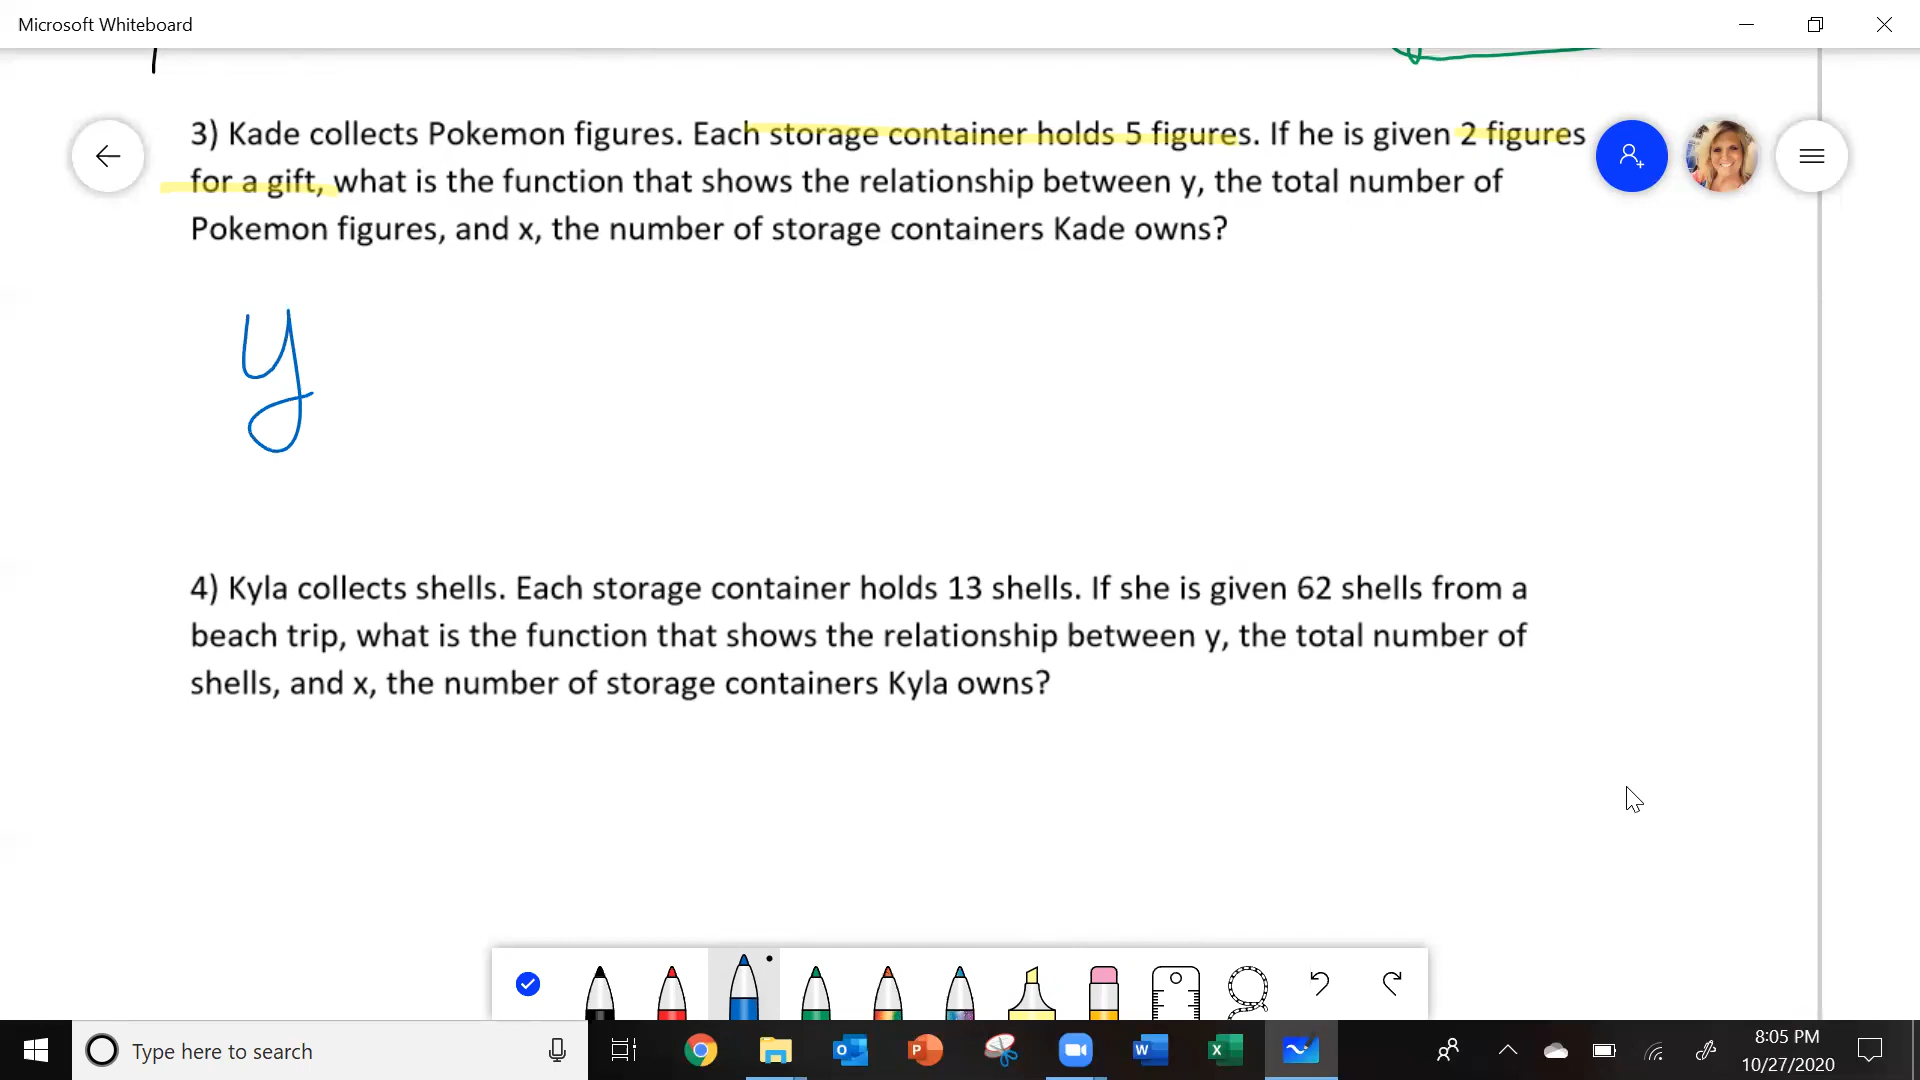 Microsoft Whiteboard
3) Kade collects Pokemon figures. Each storage container holds 5 figures. If he is given 2 figures
for a gift, what is the function that shows the relationship between y, the total number of
Pokemon figures, and x, the number of storage containers Kade owns?
y
4) Kyla collects shells. Each storage container holds 13 shells. If she is given 62 shells from a
beach trip, what is the function that shows the relationship between y, the total number of
shells, and x, the number of storage containers Kyla owns?
Type here to search
8:05 PM
10/27/2020